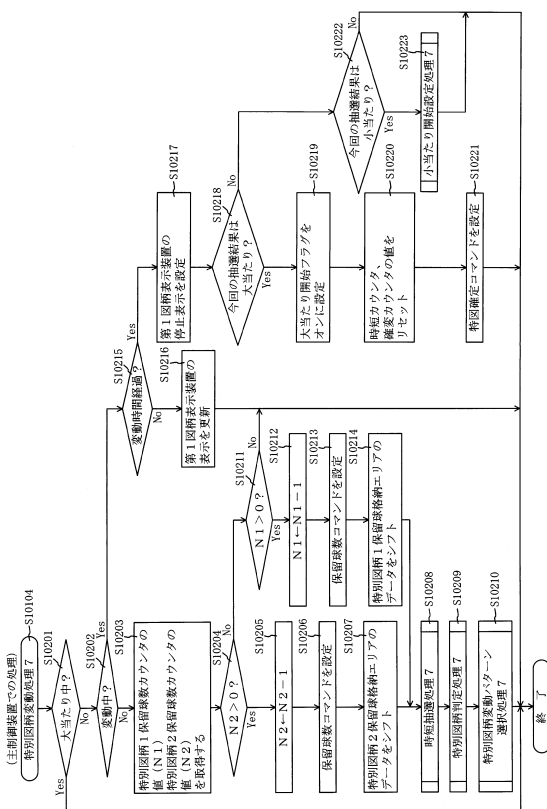 (主制御装置での処理)
特別図柄変動処理7
S10104
S10201
大当たり中?
Yes
No
S10202
変動中?
Yes
No
S10203
特別図柄1保留球数カウンタの
値(N1)
特別図柄2保留球数カウンタの
値(N2)
を取得する
S10204
N2>0?
No
Yes
S10205
N2←N2-1
S10206
保留球数コマンドを設定
S10207
特別図柄2保留球格納エリアの
データをシフト
S10211
N1>0?
No
Yes
S10212
N1←N1-1
S10213
保留球数コマンドを設定
S10214
特別図柄1保留球格納エリアの
データをシフト
S10208
時短抽選処理7
S10209
特別図柄判定処理7
S10210
特別図柄変動パターン
選択処理7
S10215
変動時間経過?
Yes
No
S10216
第1図柄表示装置の
表示を更新
S10217
第1図柄表示装置の
停止表示を設定
S10218
今回の抽選結果は
大当たり?
No
Yes
S10219
大当たり開始フラグを
オンに設定
S10220
時短カウンタ、
確変カウンタの値を
リセット
S10221
特図確定コマンドを設定
S10222
今回の抽選結果は
小当たり?
No
Yes
S10223
小当たり開始設定処理7
終了